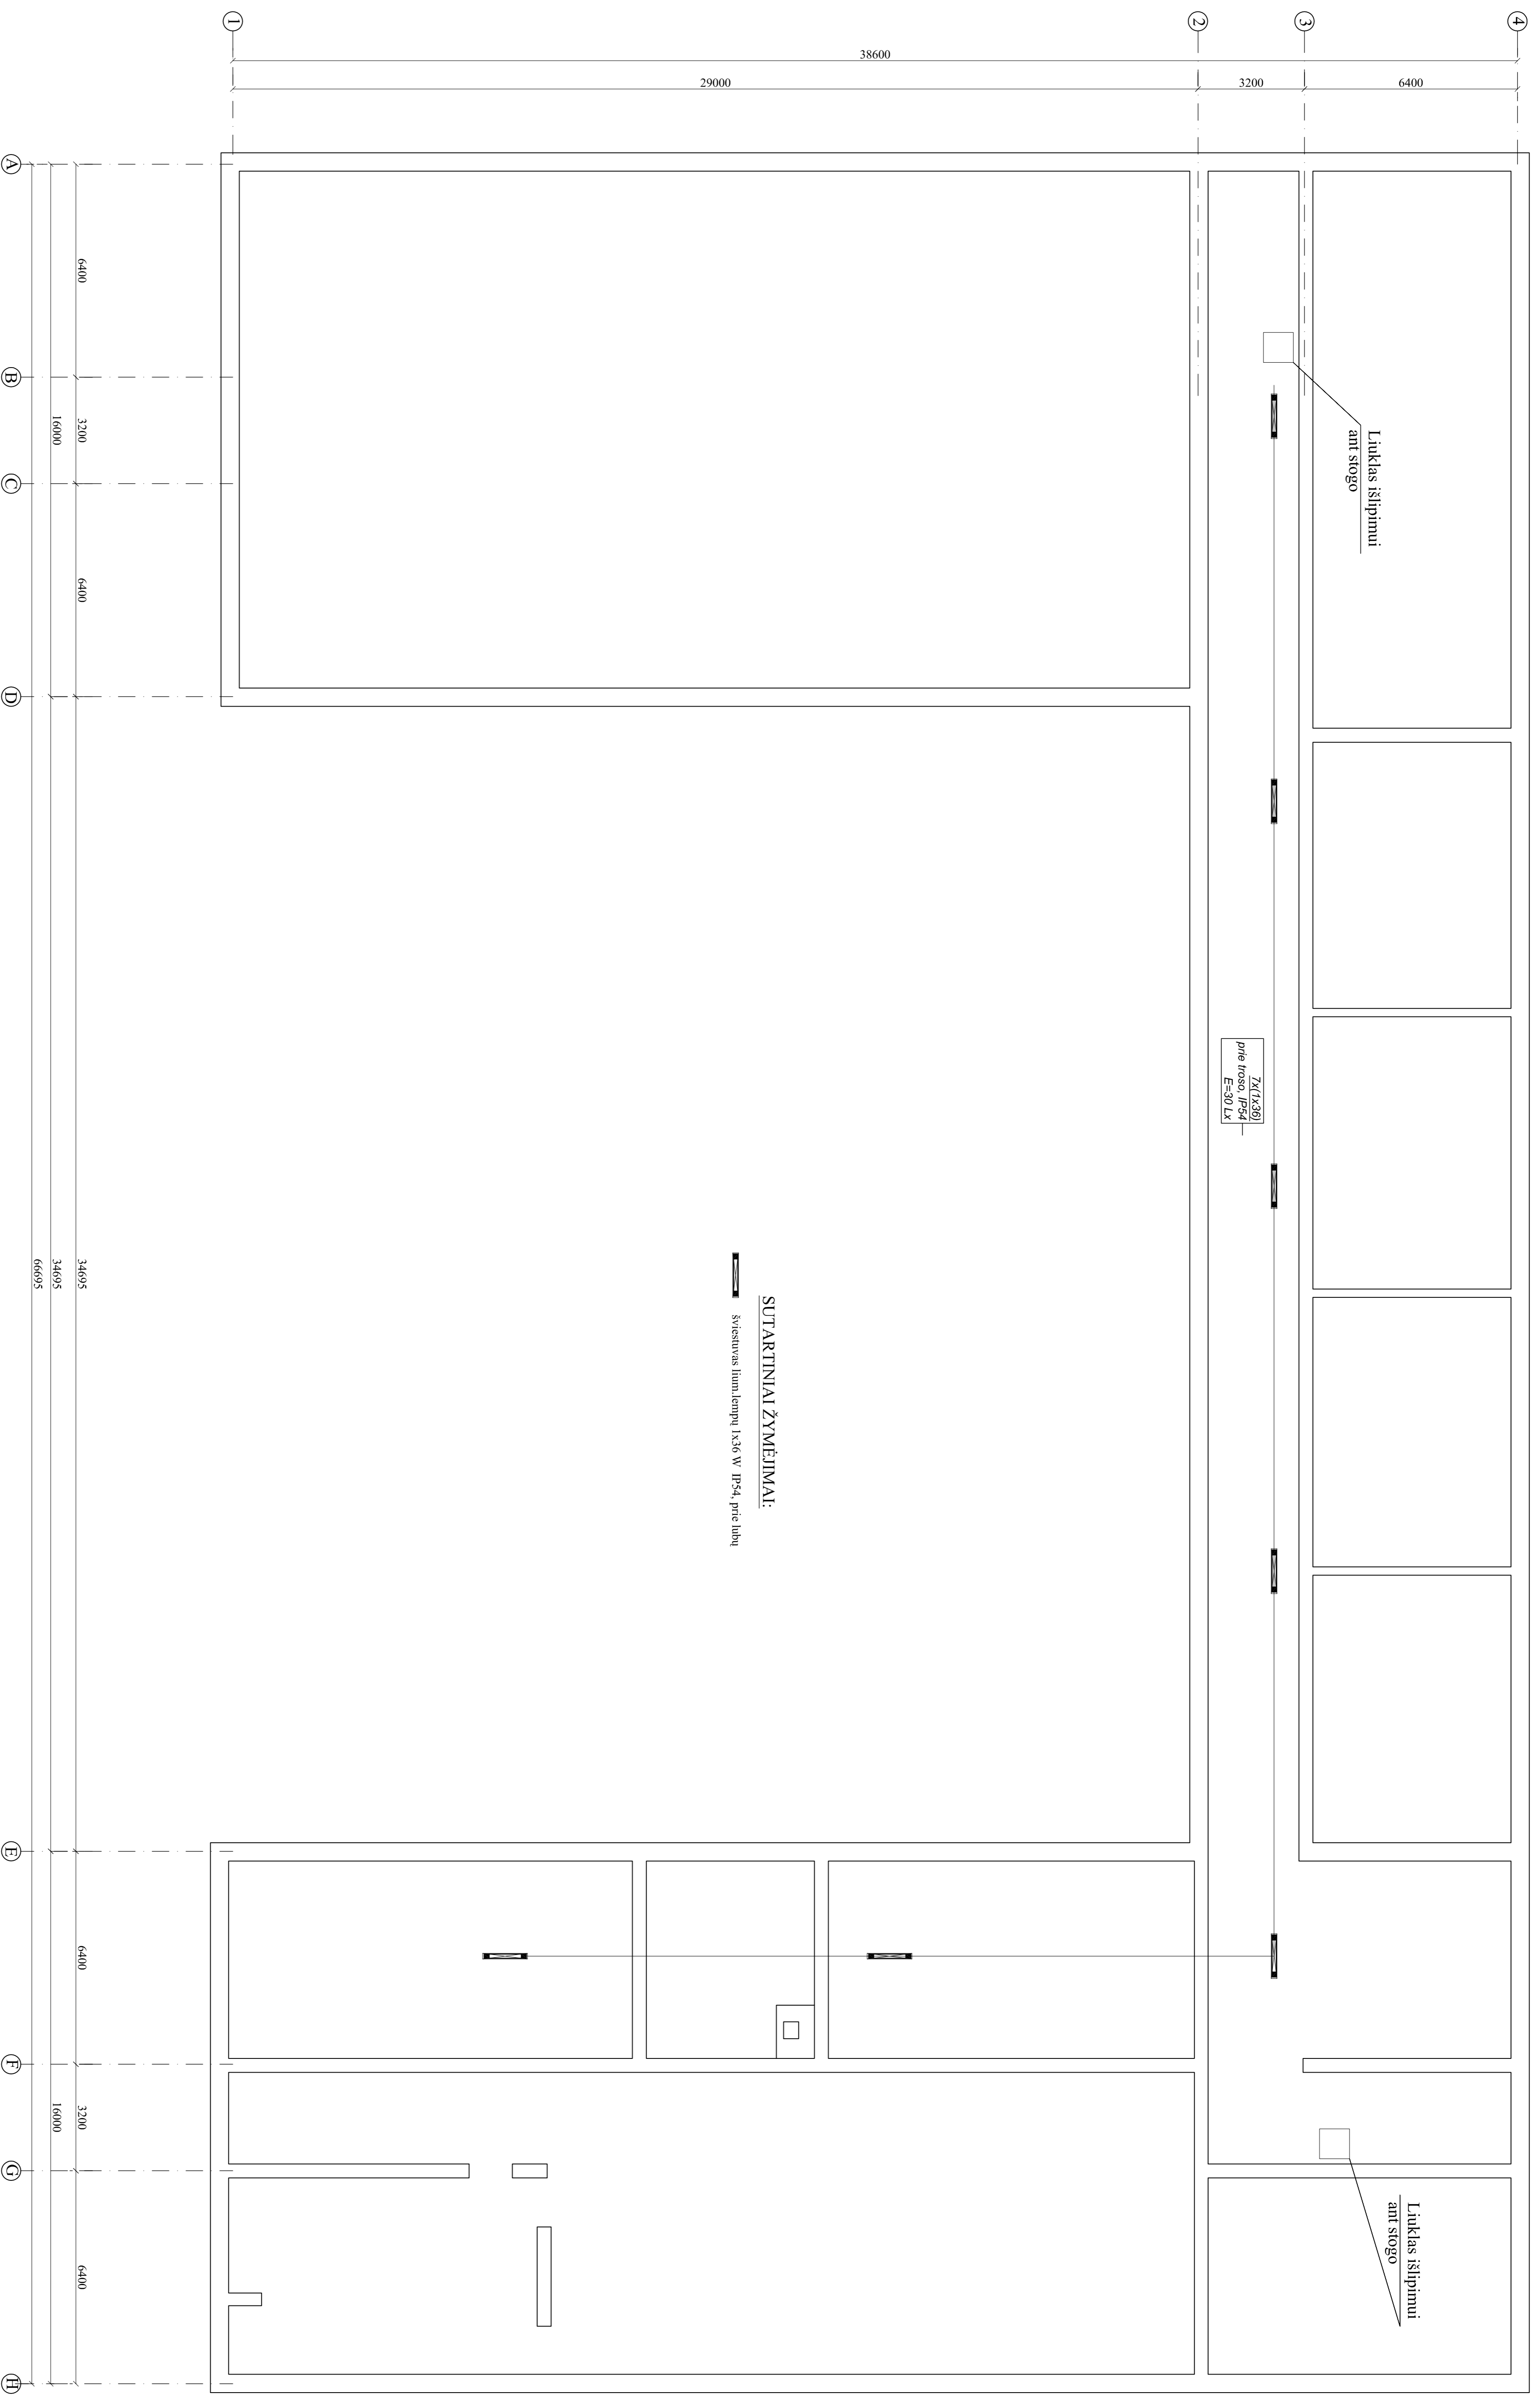 4
3
2
1
6400
3200
29000
38600
Liuklas išlipimui
ant stogo
7x(1x36)
prie troso, IP54
E=30 Lx
Liuklas išlipimui
ant stogo
SUTARTINIAI ŽYMĖJIMAI:
šviestuvas lium.lempų 1x36 W IP54, prie lubų
6400
3200
6400
34695
6400
3200
6400
16000
34695
16000
66695
A
B
C
D
E
F
G
H